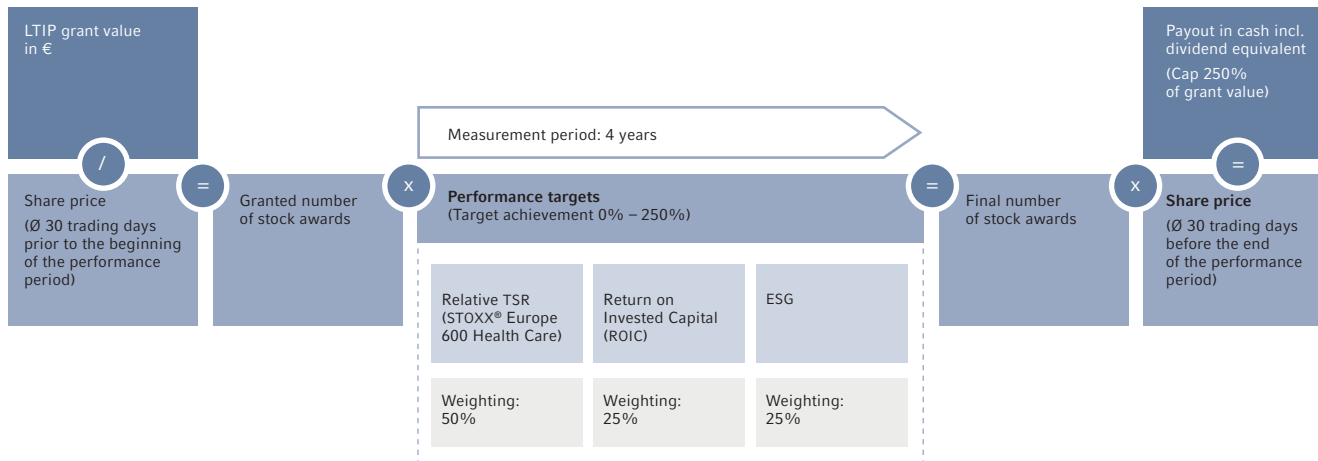 LTIP grant value
in €
/
Share price
(Ø 30 trading days
prior to the beginning
of the performance
period)
=
Granted number
of stock awards
x
Measurement period: 4 years
Performance targets
(Target achievement 0% – 250%)
Relative TSR
(STOXX® Europe
600 Health Care)
Weighting:
50%
Return on
Invested Capital
(ROIC)
Weighting:
25%
ESG
Weighting:
25%
=
Final number
of stock awards
x
Share price
(Ø 30 trading days
before the end
of the performance
period)
=
Payout in cash incl.
dividend equivalent
(Cap 250%
of grant value)